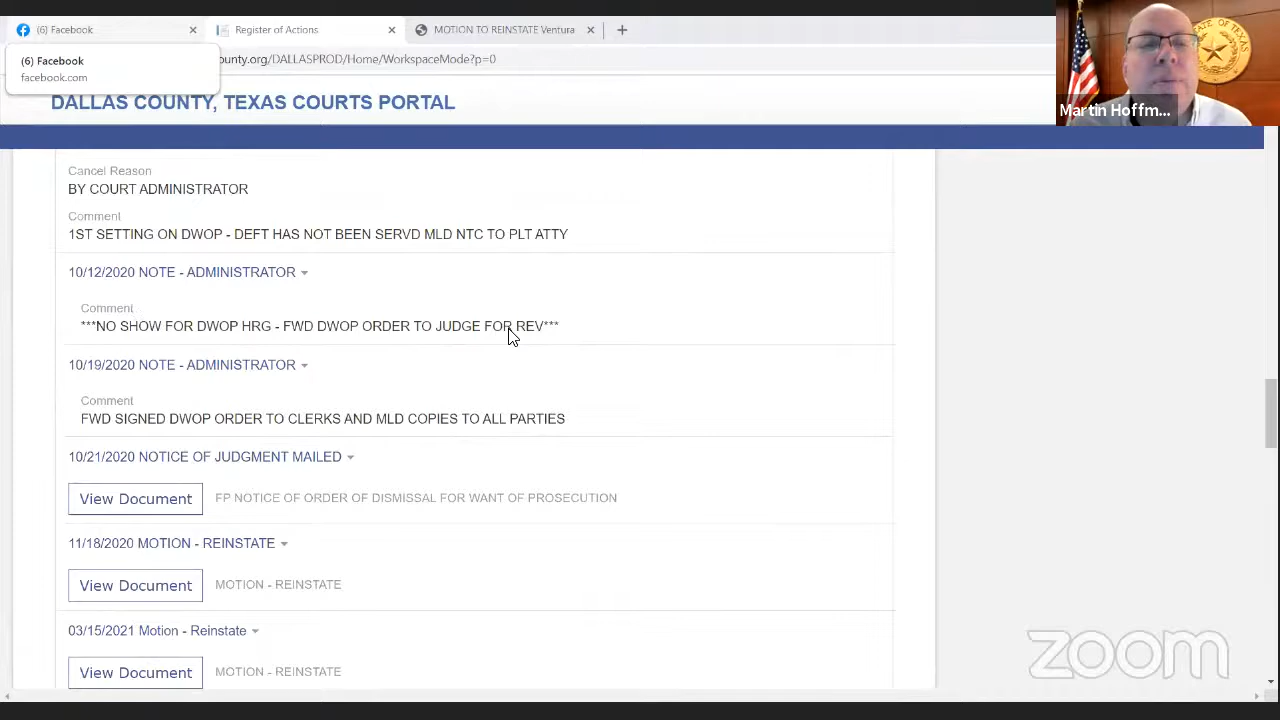 (6) Facebook
Register of Actions
MOTION TO REINSTATE Ventura
(6) Facebook
facebook.com
ounty.org/DALLASPROD/Home/WorkspaceMode?p=0
DALLAS COUNTY, TEXAS COURTS PORTAL
Martin Hoffm...
Cancel Reason
BY COURT ADMINISTRATOR
Comment
1ST SETTING ON DWOP - DEFT HAS NOT BEEN SERVD MLD NTC TO PLT ATTY
10/12/2020 NOTE - ADMINISTRATOR
Comment
***NO SHOW FOR DWOP HRG - FWD DWOP ORDER TO JUDGE FOR REV***
10/19/2020 NOTE - ADMINISTRATOR
Comment
FWD SIGNED DWOP ORDER TO CLERKS AND MLD COPIES TO ALL PARTIES
10/21/2020 NOTICE OF JUDGMENT MAILED
View Document FP NOTICE OF ORDER OF DISMISSAL FOR WANT OF PROSECUTION
11/18/2020 MOTION - REINSTATE
View Document MOTION - REINSTATE
03/15/2021 Motion - Reinstate
View Document MOTION - REINSTATE
zoom